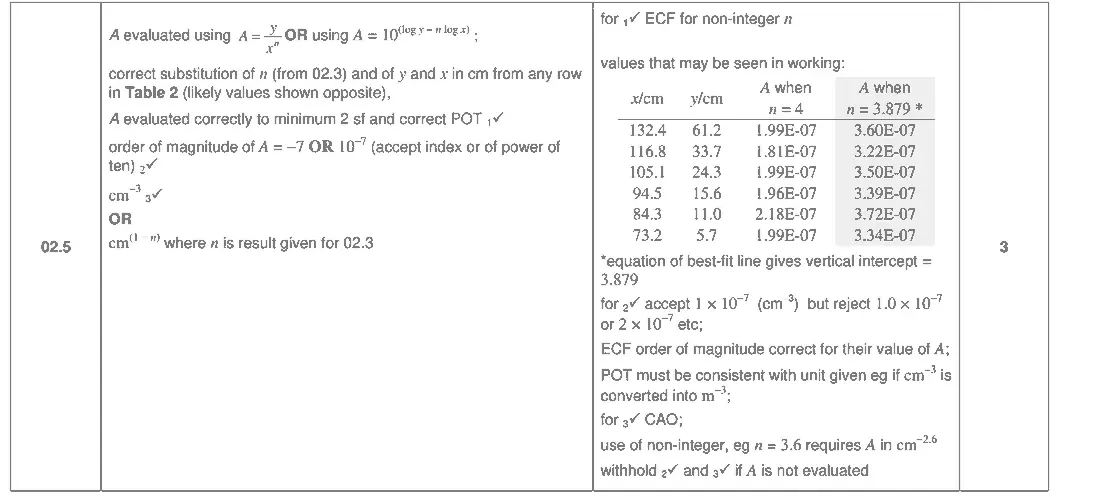 02.5
A evaluated using A = y/xⁿ OR using A = 10^(log y − n log x) ;
correct substitution of n (from 02.3) and of y and x in cm from any row
in Table 2 (likely values shown opposite),
A evaluated correctly to minimum 2 sf and correct POT ₁✓
order of magnitude of A = −7 OR 10⁻⁷ (accept index or of power of
ten) ₂✓
cm⁻³ ₃✓
OR
cm^(1 − n) where n is result given for 02.3
for ₁✓ ECF for non-integer n
values that may be seen in working:
x/cm y/cm A when n = 4 A when n = 3.879 *
132.4 61.2 1.99E-07 3.60E-07
116.8 33.7 1.81E-07 3.22E-07
105.1 24.3 1.99E-07 3.50E-07
94.5 15.6 1.96E-07 3.39E-07
84.3 11.0 2.18E-07 3.72E-07
73.2 5.7 1.99E-07 3.34E-07
*equation of best-fit line gives vertical intercept =
3.879
for ₂✓ accept 1 × 10⁻⁷ (cm ³) but reject 1.0 × 10⁻⁷
or 2 × 10⁻⁷ etc;
ECF order of magnitude correct for their value of A;
POT must be consistent with unit given eg if cm⁻³ is
converted into m⁻³;
for ₃✓ CAO;
use of non-integer, eg n = 3.6 requires A in cm⁻²·⁶
withhold ₂✓ and ₃✓ if A is not evaluated
3